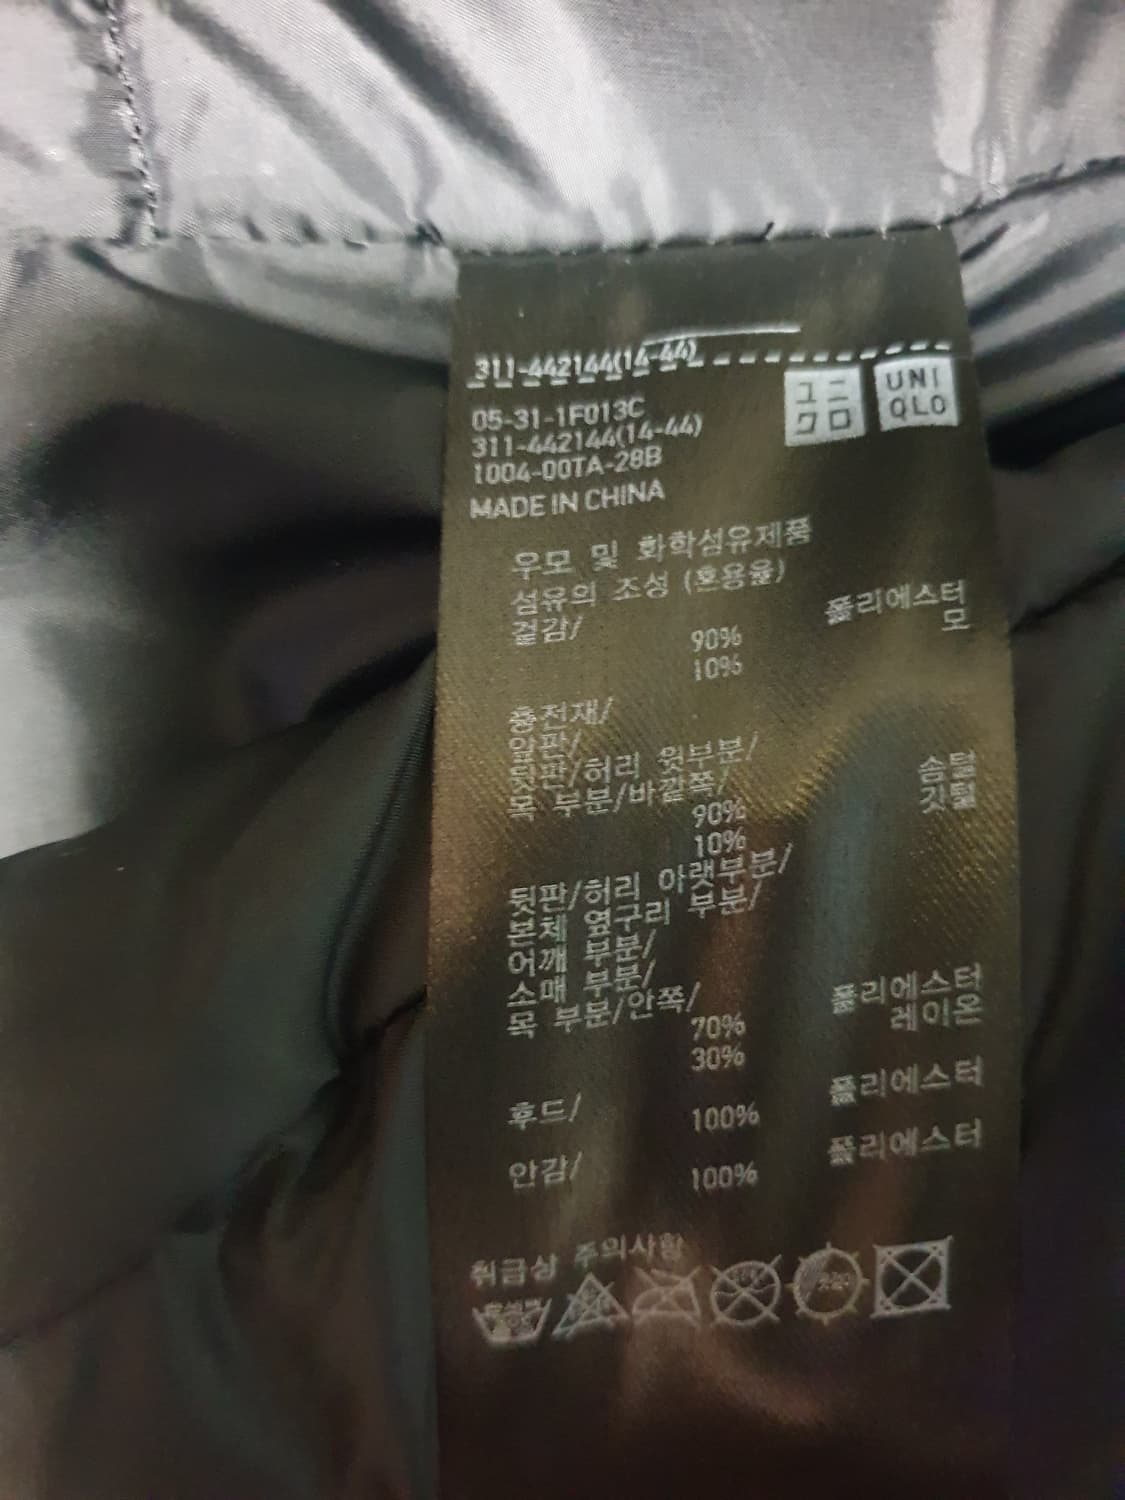 311-442144(14-44)
유니
클로
UNI
QLO
05-31-1F013C
311-442144(14-44)
1004-00TA-28B
MADE IN CHINA
우모 및 화학섬유제품
섬유의 조성 (혼용율)
겉감/ 폴리에스터
90% 모
10%
충전재/
앞판/
뒷판/허리 윗부분/
목 부분/바깥쪽/ 솜털
90% 깃털
10%
뒷판/허리 아랫부분/
본체 옆구리 부분/
어깨 부분/
소매 부분/
목 부분/안쪽/ 폴리에스터
70% 레이온
30%
후드/ 100% 폴리에스터
안감/ 100% 폴리에스터
취급상 주의사항